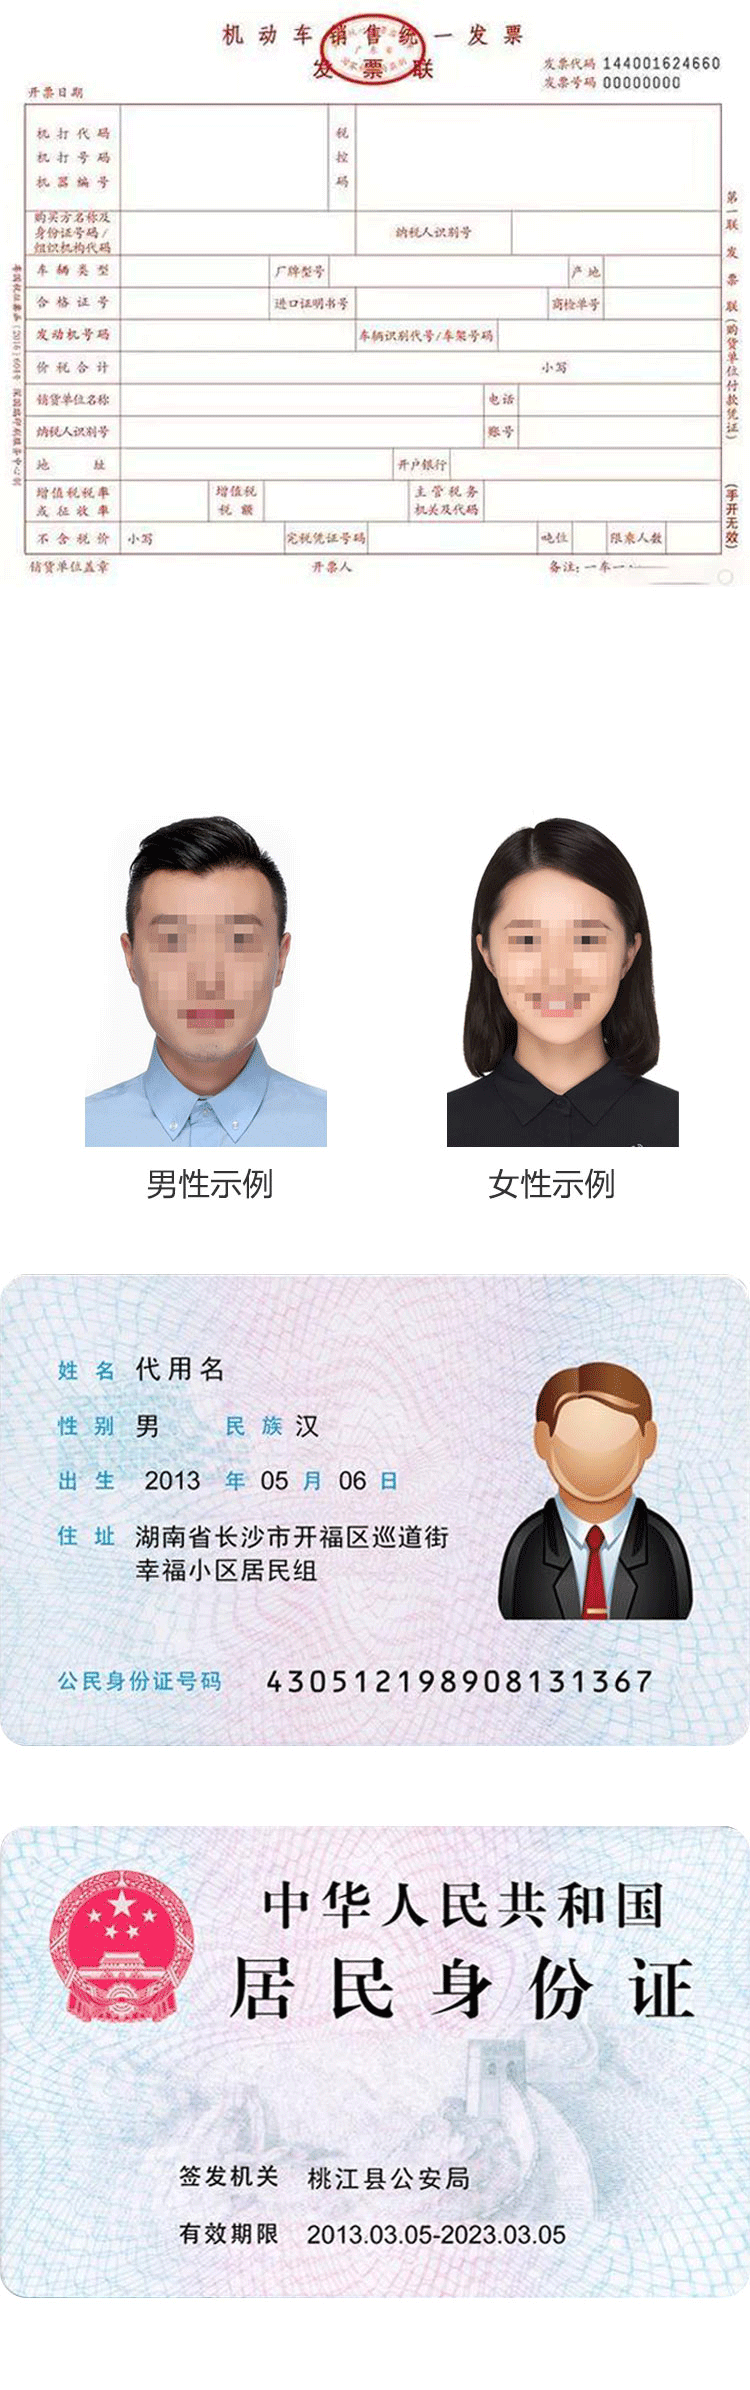 机动车销售统一发票
发票联
发票代码 144001624660
发票号码 00000000
开票日期
机打代码
机打号码
机器编号
税控码
购买方名称及
身份证号码/
组织机构代码
纳税人识别号
车辆类型
厂牌型号
产地
合格证号
进口证明书号
商检单号
发动机号码
车辆识别代号/车架号码
价税合计
小写
销货单位名称
电话
纳税人识别号
账号
地 址
开户银行
增值税税率
或征收率
增值税
税额
主管税务
机关及代码
不含税价
小写
完税凭证号码
吨位
限乘人数
销货单位盖章
开票人
备注:一车一
第一联 发票联(购货单位付款凭证)
(手开无效)
男性示例
女性示例
姓名 代用名
性别 男 民族 汉
出生 2013 年 05 月 06 日
住址 湖南省长沙市开福区巡道街
幸福小区居民组
公民身份证号码 430512198908131367
中华人民共和国
居民身份证
签发机关 桃江县公安局
有效期限 2013.03.05-2023.03.05